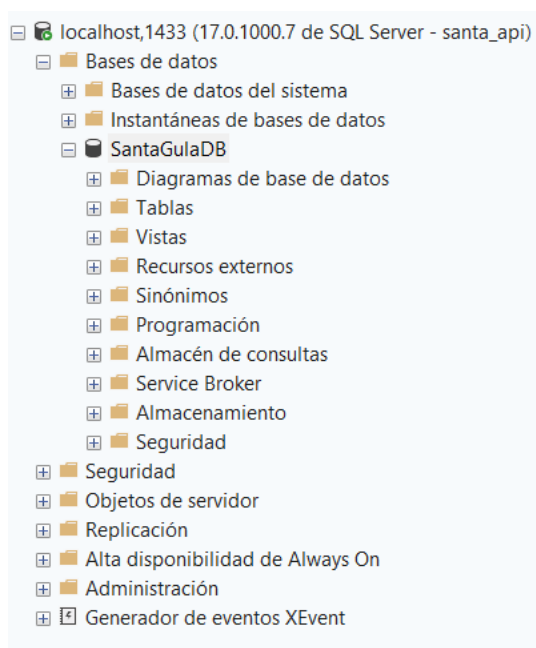 localhost,1433 (17.0.1000.7 de SQL Server - santa_api)
Bases de datos
Bases de datos del sistema
Instantáneas de bases de datos
SantaGulaDB
Diagramas de base de datos
Tablas
Vistas
Recursos externos
Sinónimos
Programación
Almacén de consultas
Service Broker
Almacenamiento
Seguridad
Seguridad
Objetos de servidor
Replicación
Alta disponibilidad de Always On
Administración
Generador de eventos XEvent